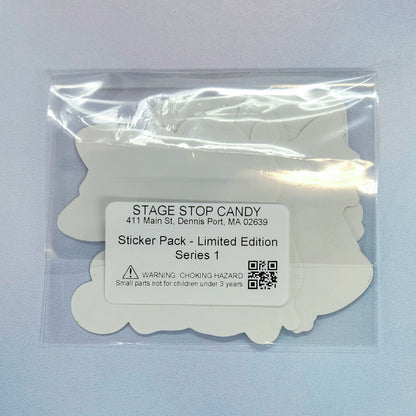 STAGE STOP CANDY
411 Main St, Dennis Port, MA 02639
Sticker Pack - Limited Edition
Series 1
WARNING: CHOKING HAZARD
Small parts not for children under 3 years